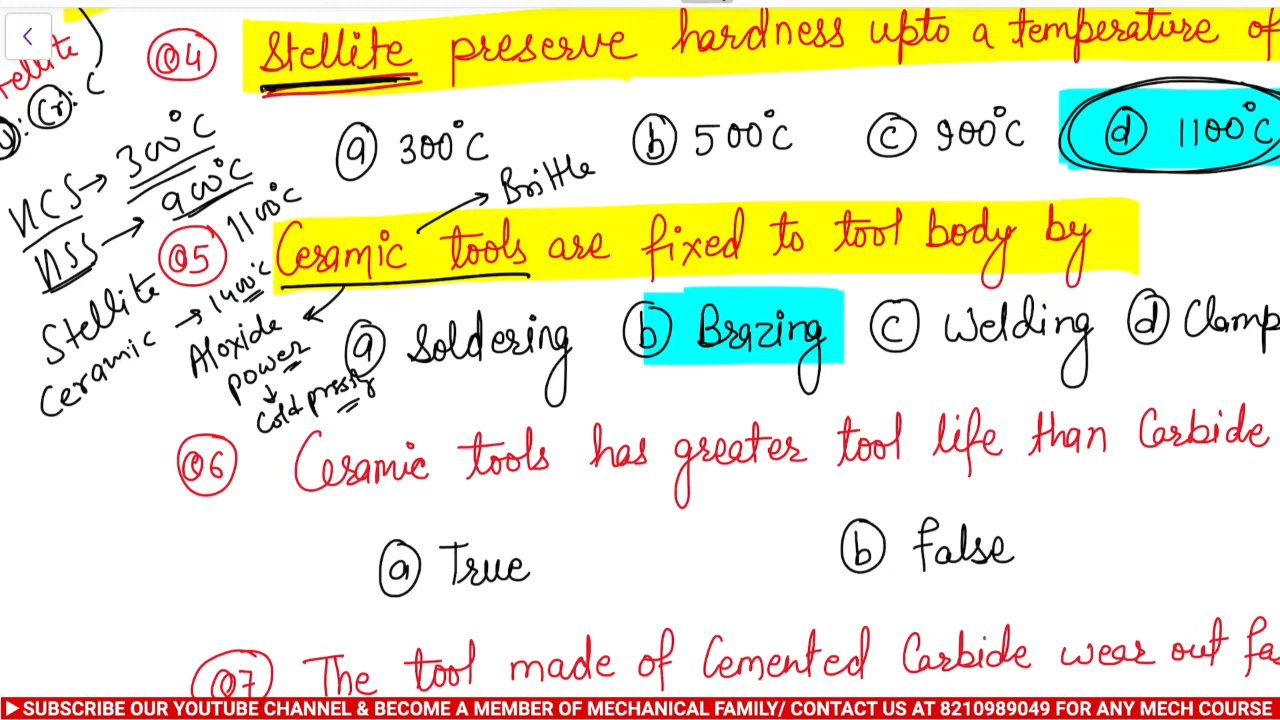 Q4 Stellite preserve hardness upto a temperature of
a 300°C b 500°C c 900°C d 1100°C
: Cr : C
HCS → 300°C
HSS → 900°C
Stellite 1100°C
Ceramic → 1400°C
→ Brittle
Q5 Ceramic tools are fixed to tool body by
a Soldering b Brazing c Welding d Clamp
Aloxide
power
↓
Cold pressing
Q6 Ceramic tools has greater tool life than Carbide
a True b False
Q7 The tool made of Cemented Carbide wear out
▶ SUBSCRIBE OUR YOUTUBE CHANNEL & BECOME A MEMBER OF MECHANICAL FAMILY/ CONTACT US AT 8210989049 FOR ANY MECH COURSE